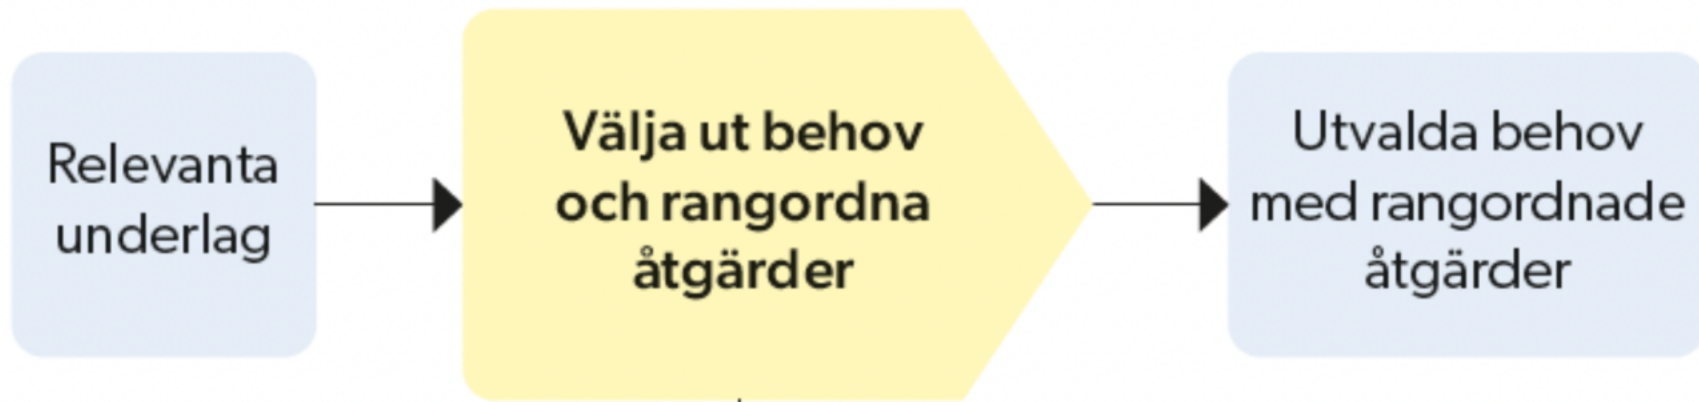 Relevanta
underlag
Välja ut behov
och rangordna
åtgärder
Utvalda behov
med rangordnade
åtgärder